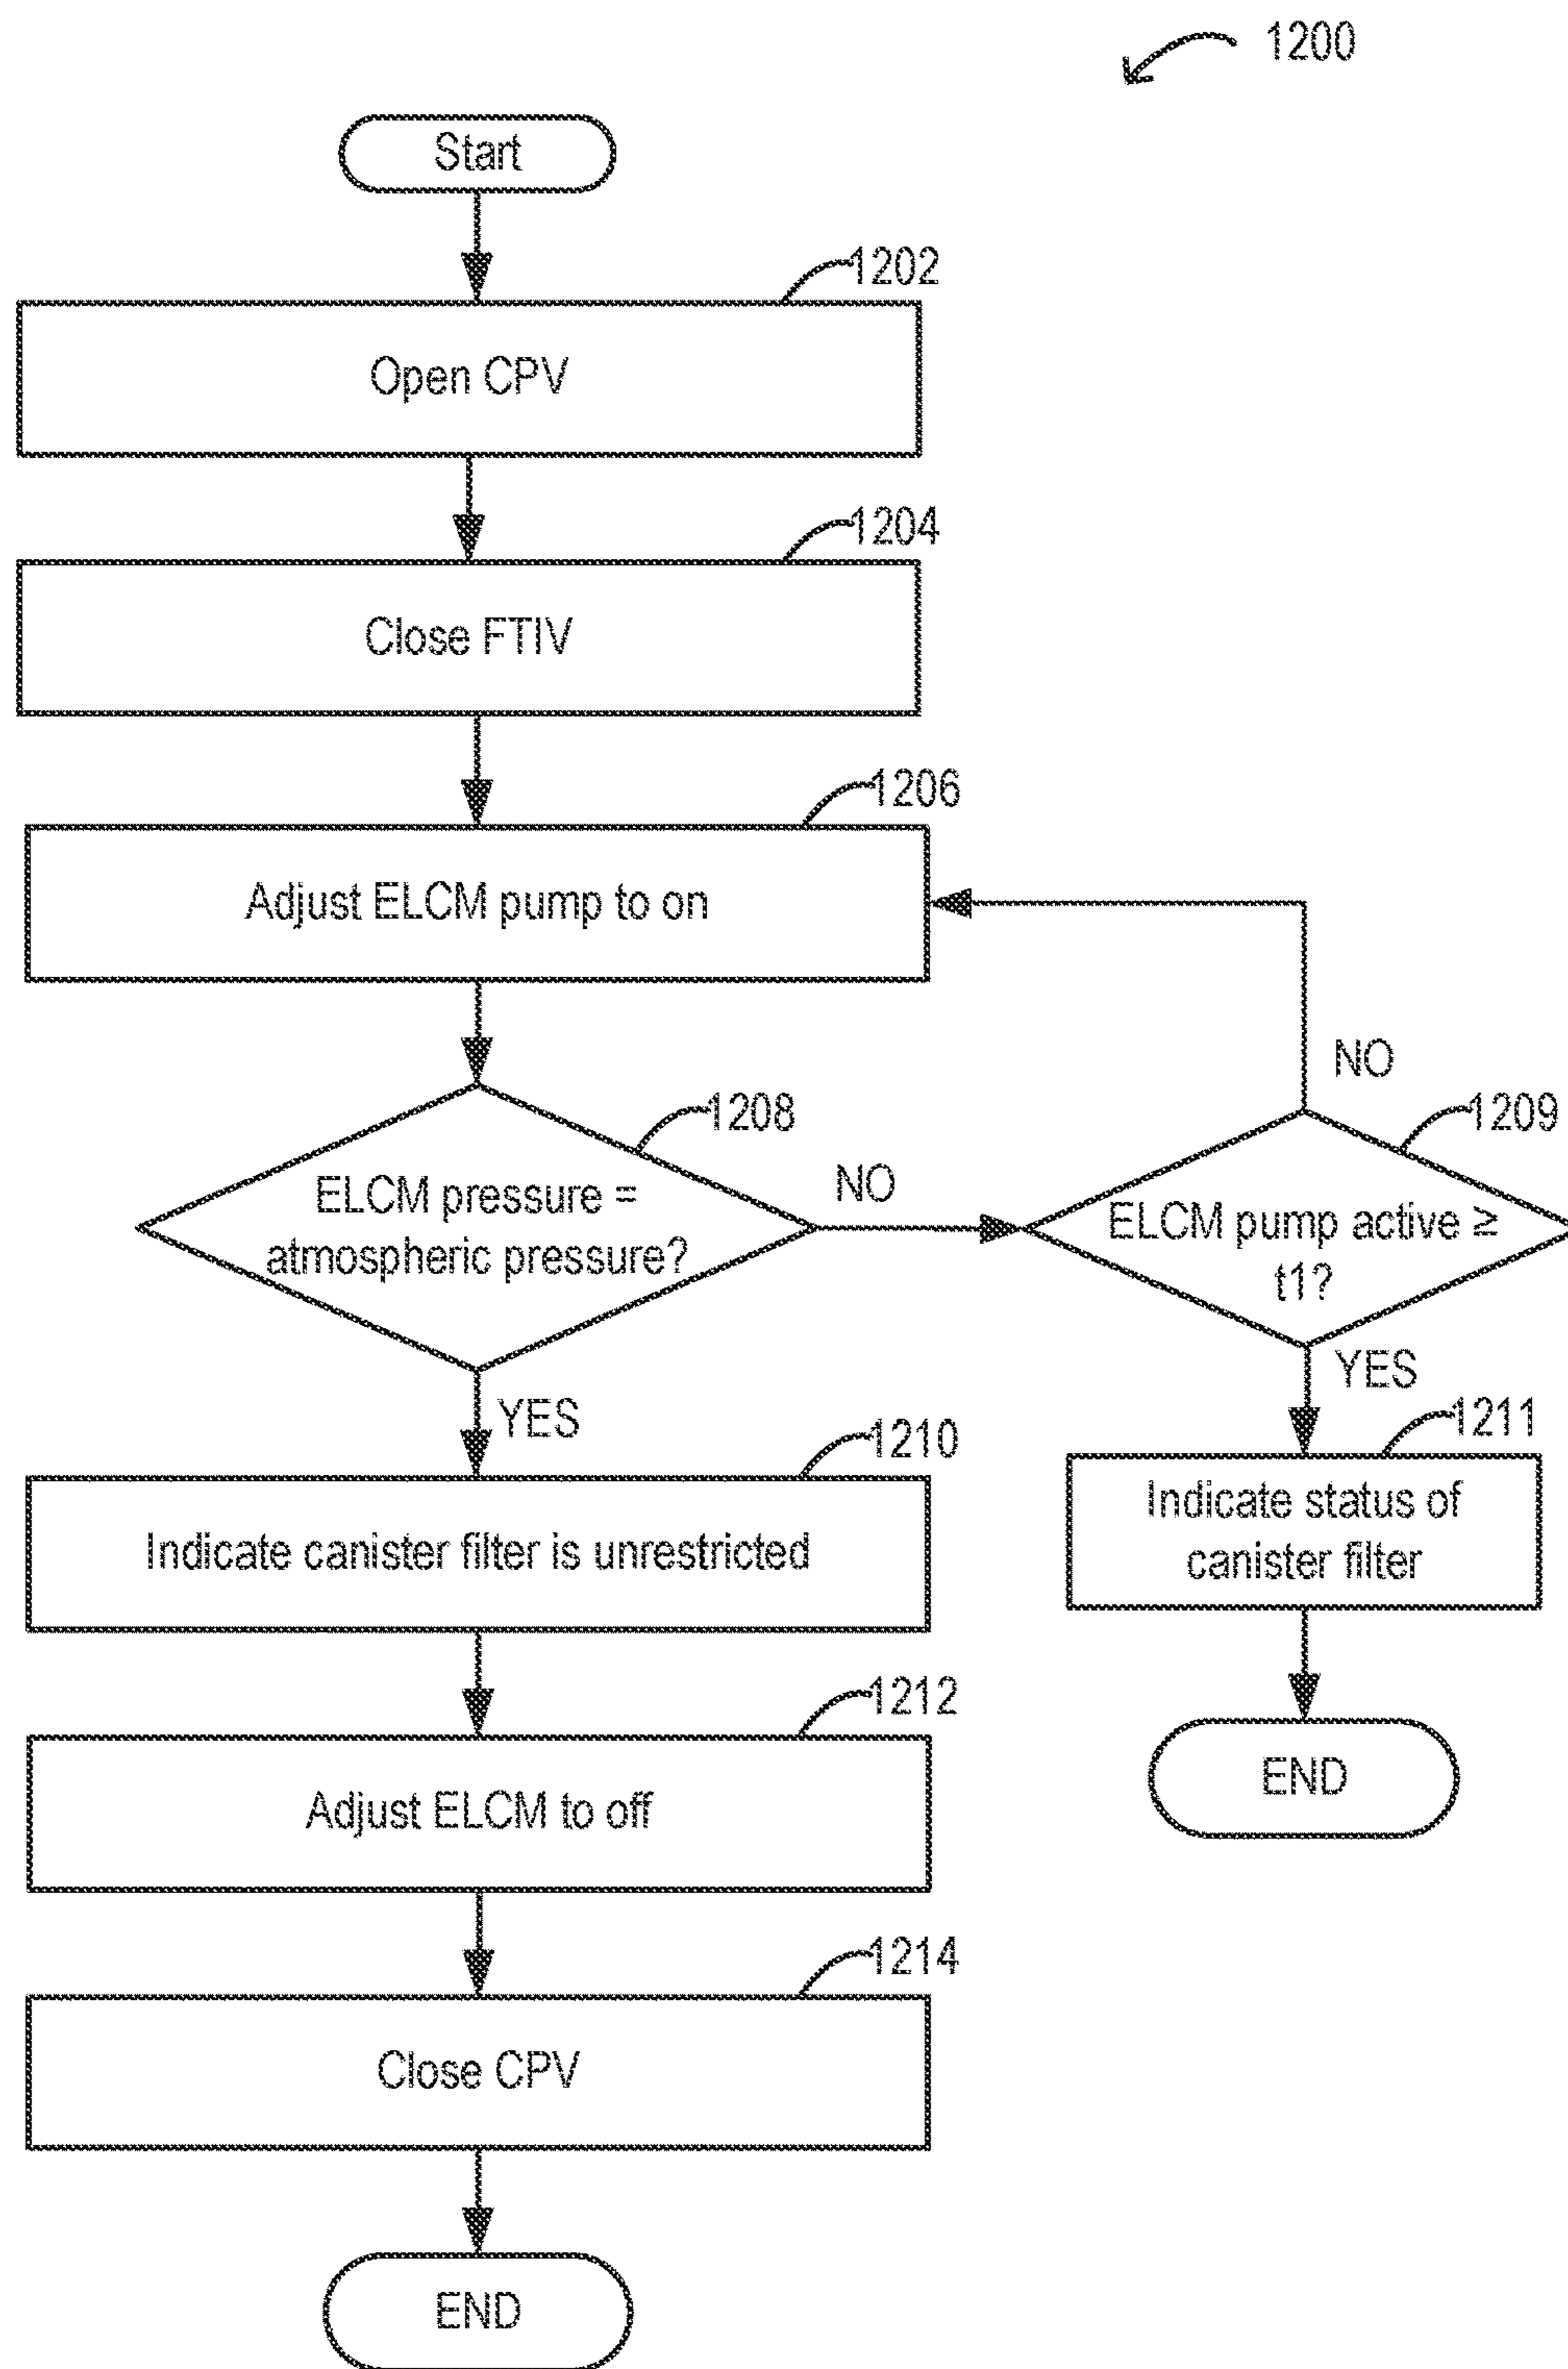 1200
Start
1202
Open CPV
1204
Close FTIV
1206
Adjust ELCM pump to on
NO
1208
1209
ELCM pressure =
atmospheric pressure?
NO
ELCM pump active ≥
t1?
YES
YES
1210
1211
Indicate canister filter is unrestricted
Indicate status of
canister filter
1212
Adjust ELCM to off
END
1214
Close CPV
END